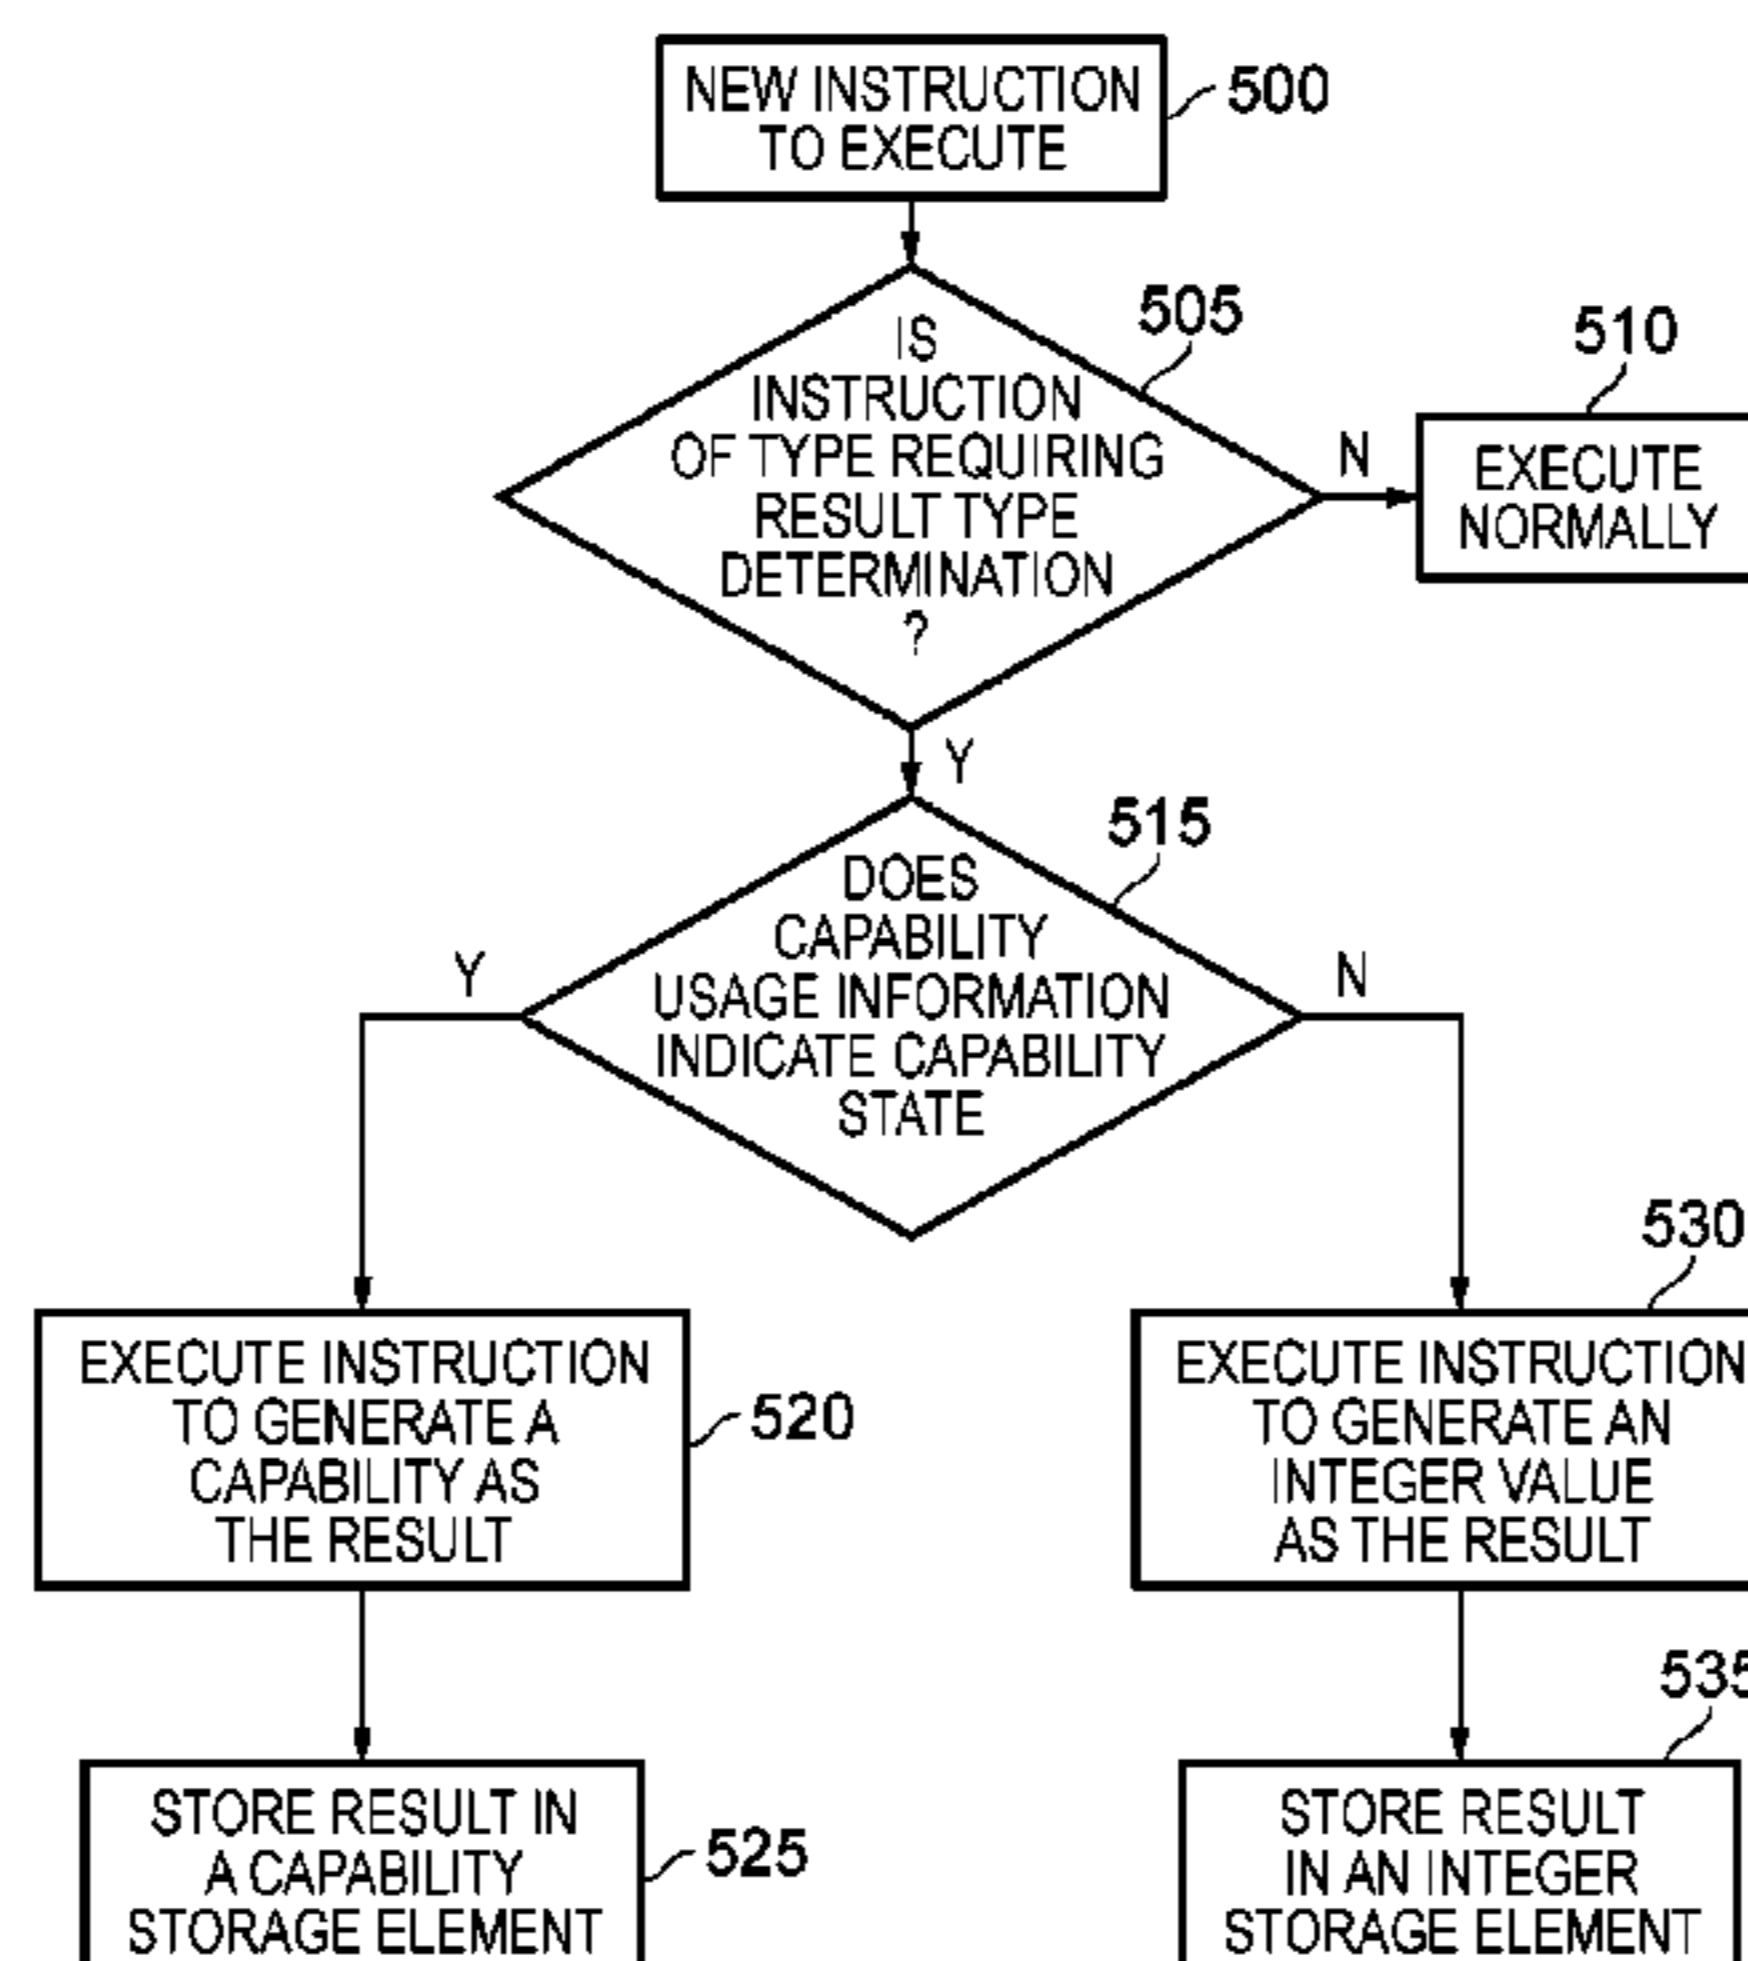 NEW INSTRUCTION
TO EXECUTE
500
IS
INSTRUCTION
OF TYPE REQUIRING
RESULT TYPE
DETERMINATION
?
505
N
510
EXECUTE
NORMALLY
Y
515
DOES
CAPABILITY
USAGE INFORMATION
INDICATE CAPABILITY
STATE
Y
N
EXECUTE INSTRUCTION
TO GENERATE A
CAPABILITY AS
THE RESULT
520
530
EXECUTE INSTRUCTION
TO GENERATE AN
INTEGER VALUE
AS THE RESULT
STORE RESULT IN
A CAPABILITY
STORAGE ELEMENT
525
535
STORE RESULT
IN AN INTEGER
STORAGE ELEMENT